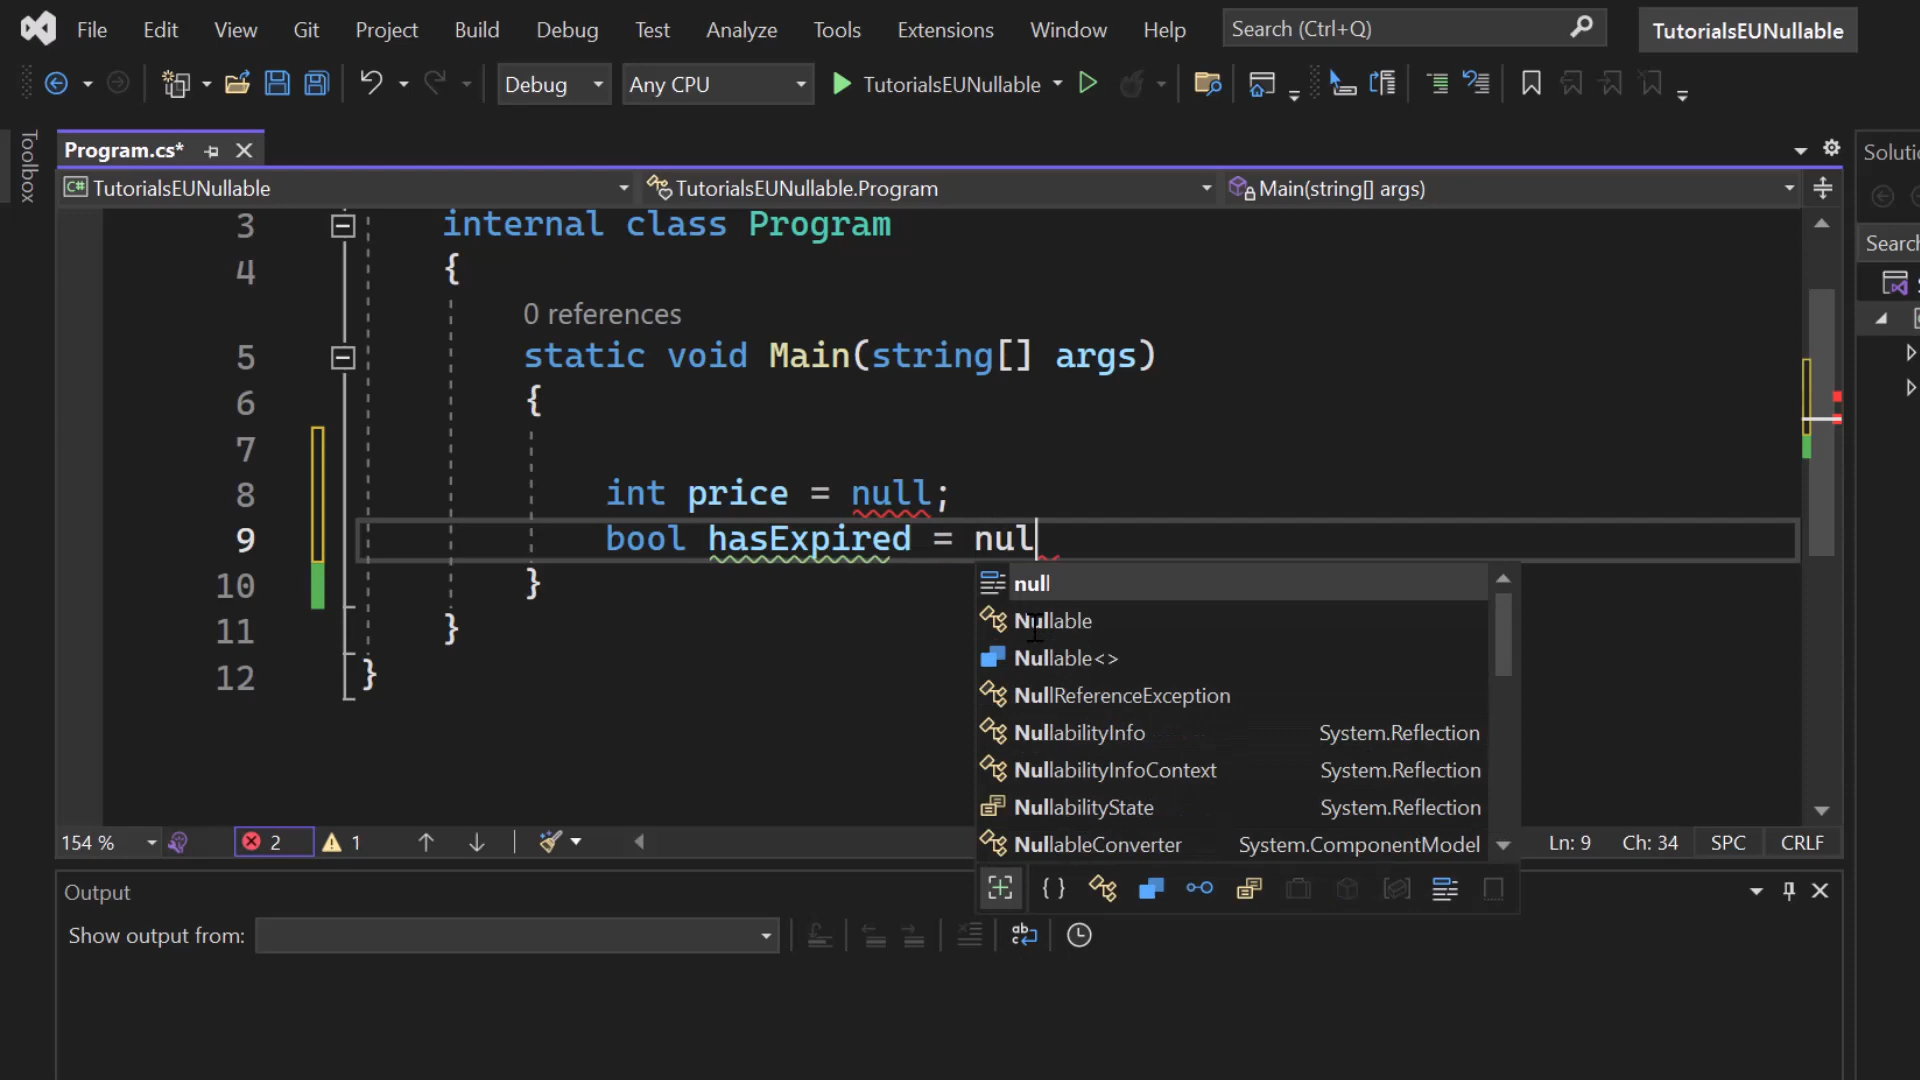 File Edit View Git Project Build Debug Test Analyze Tools Extensions Window Help Search (Ctrl+Q) TutorialsEUNullable
Debug Any CPU TutorialsEUNullable
Toolbox
Program.cs*
TutorialsEUNullable TutorialsEUNullable.Program Main(string[] args)
3 internal class Program
4 {
0 references
5 static void Main(string[] args)
6 {
7
8 int price = null;
9 bool hasExpired = nul
10 }
11 }
12 }
null
Nullable
Nullable<>
NullReferenceException
NullabilityInfo System.Reflection
NullabilityInfoContext System.Reflection
NullabilityState System.Reflection
NullableConverter System.ComponentModel
154 % 2 1 Ln: 9 Ch: 34 SPC CRLF
Output
Show output from:
Solutio
Search